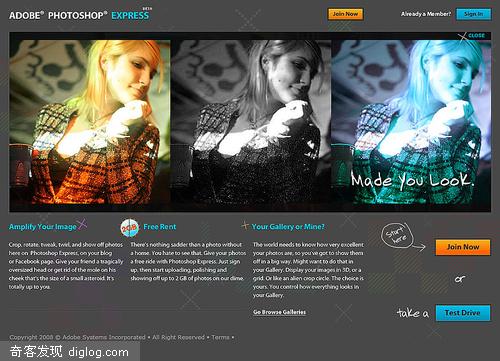 ADOBE® PHOTOSHOP® EXPRESS BETA
Join Now
Already a Member?
Sign In
CLOSE
Made You Look.
Amplify Your Image
Crop, rotate, tweak, twirl, and show off photos
here on Photoshop Express, on your blog
or Facebook page. Give your friend a tragically
oversized head or get rid of the mole on his
cheek that's the size of a small asteroid. It's
totally up to you.
2GB
Free Rent
There's nothing sadder than a photo without
a home. You hate to see that. Give your photos
a free ride with Photoshop Express. Just sign
up, then start uploading, polishing and
showing off up to 2 GB of photos on our dime.
Your Gallery or Mine?
The world needs to know how very excellent
your photos are, so you've got to show them
off in a big way. Might want to do that in
your Gallery. Display your images in 3D, or a
grid. Or like an alien crop circle. The choice is
yours. You control how everything looks in
your Gallery.
Go Browse Galleries
Start
here
Join Now
or
take a
Test Drive
Copyright 2008 © Adobe Systems Incorporated • All Right Reserved • Terms •
奇客发现 diglog.com